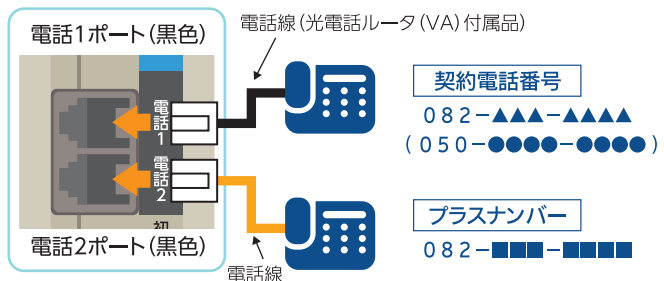 電話1ポート（黒色）
電話線（光電話ルータ（VA）付属品）
電話1
電話2
初
電話2ポート（黒色）
電話線
契約電話番号
082-▲▲▲-▲▲▲▲
（050-●●●●-●●●●）
プラスナンバー
082-■■■-■■■■